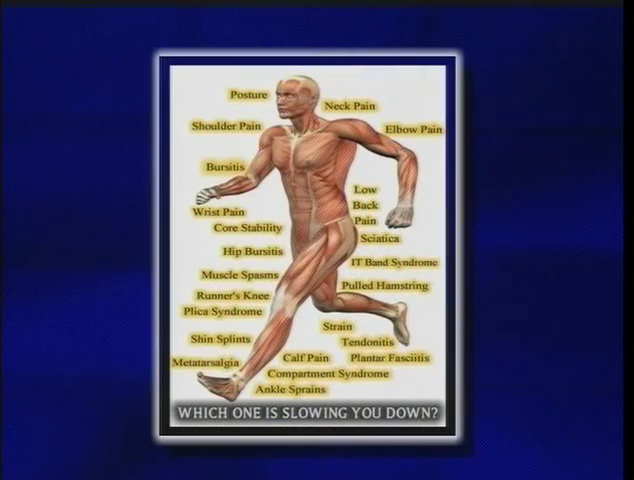 Posture
Neck Pain
Shoulder Pain
Elbow Pain
Bursitis
Low
Back
Pain
Wrist Pain
Core Stability
Sciatica
Hip Bursitis
IT Band Syndrome
Muscle Spasms
Pulled Hamstring
Runner's Knee
Plica Syndrome
Strain
Shin Splints
Tendonitis
Metatarsalgia
Calf Pain
Plantar Fasciitis
Compartment Syndrome
Ankle Sprains
WHICH ONE IS SLOWING YOU DOWN?